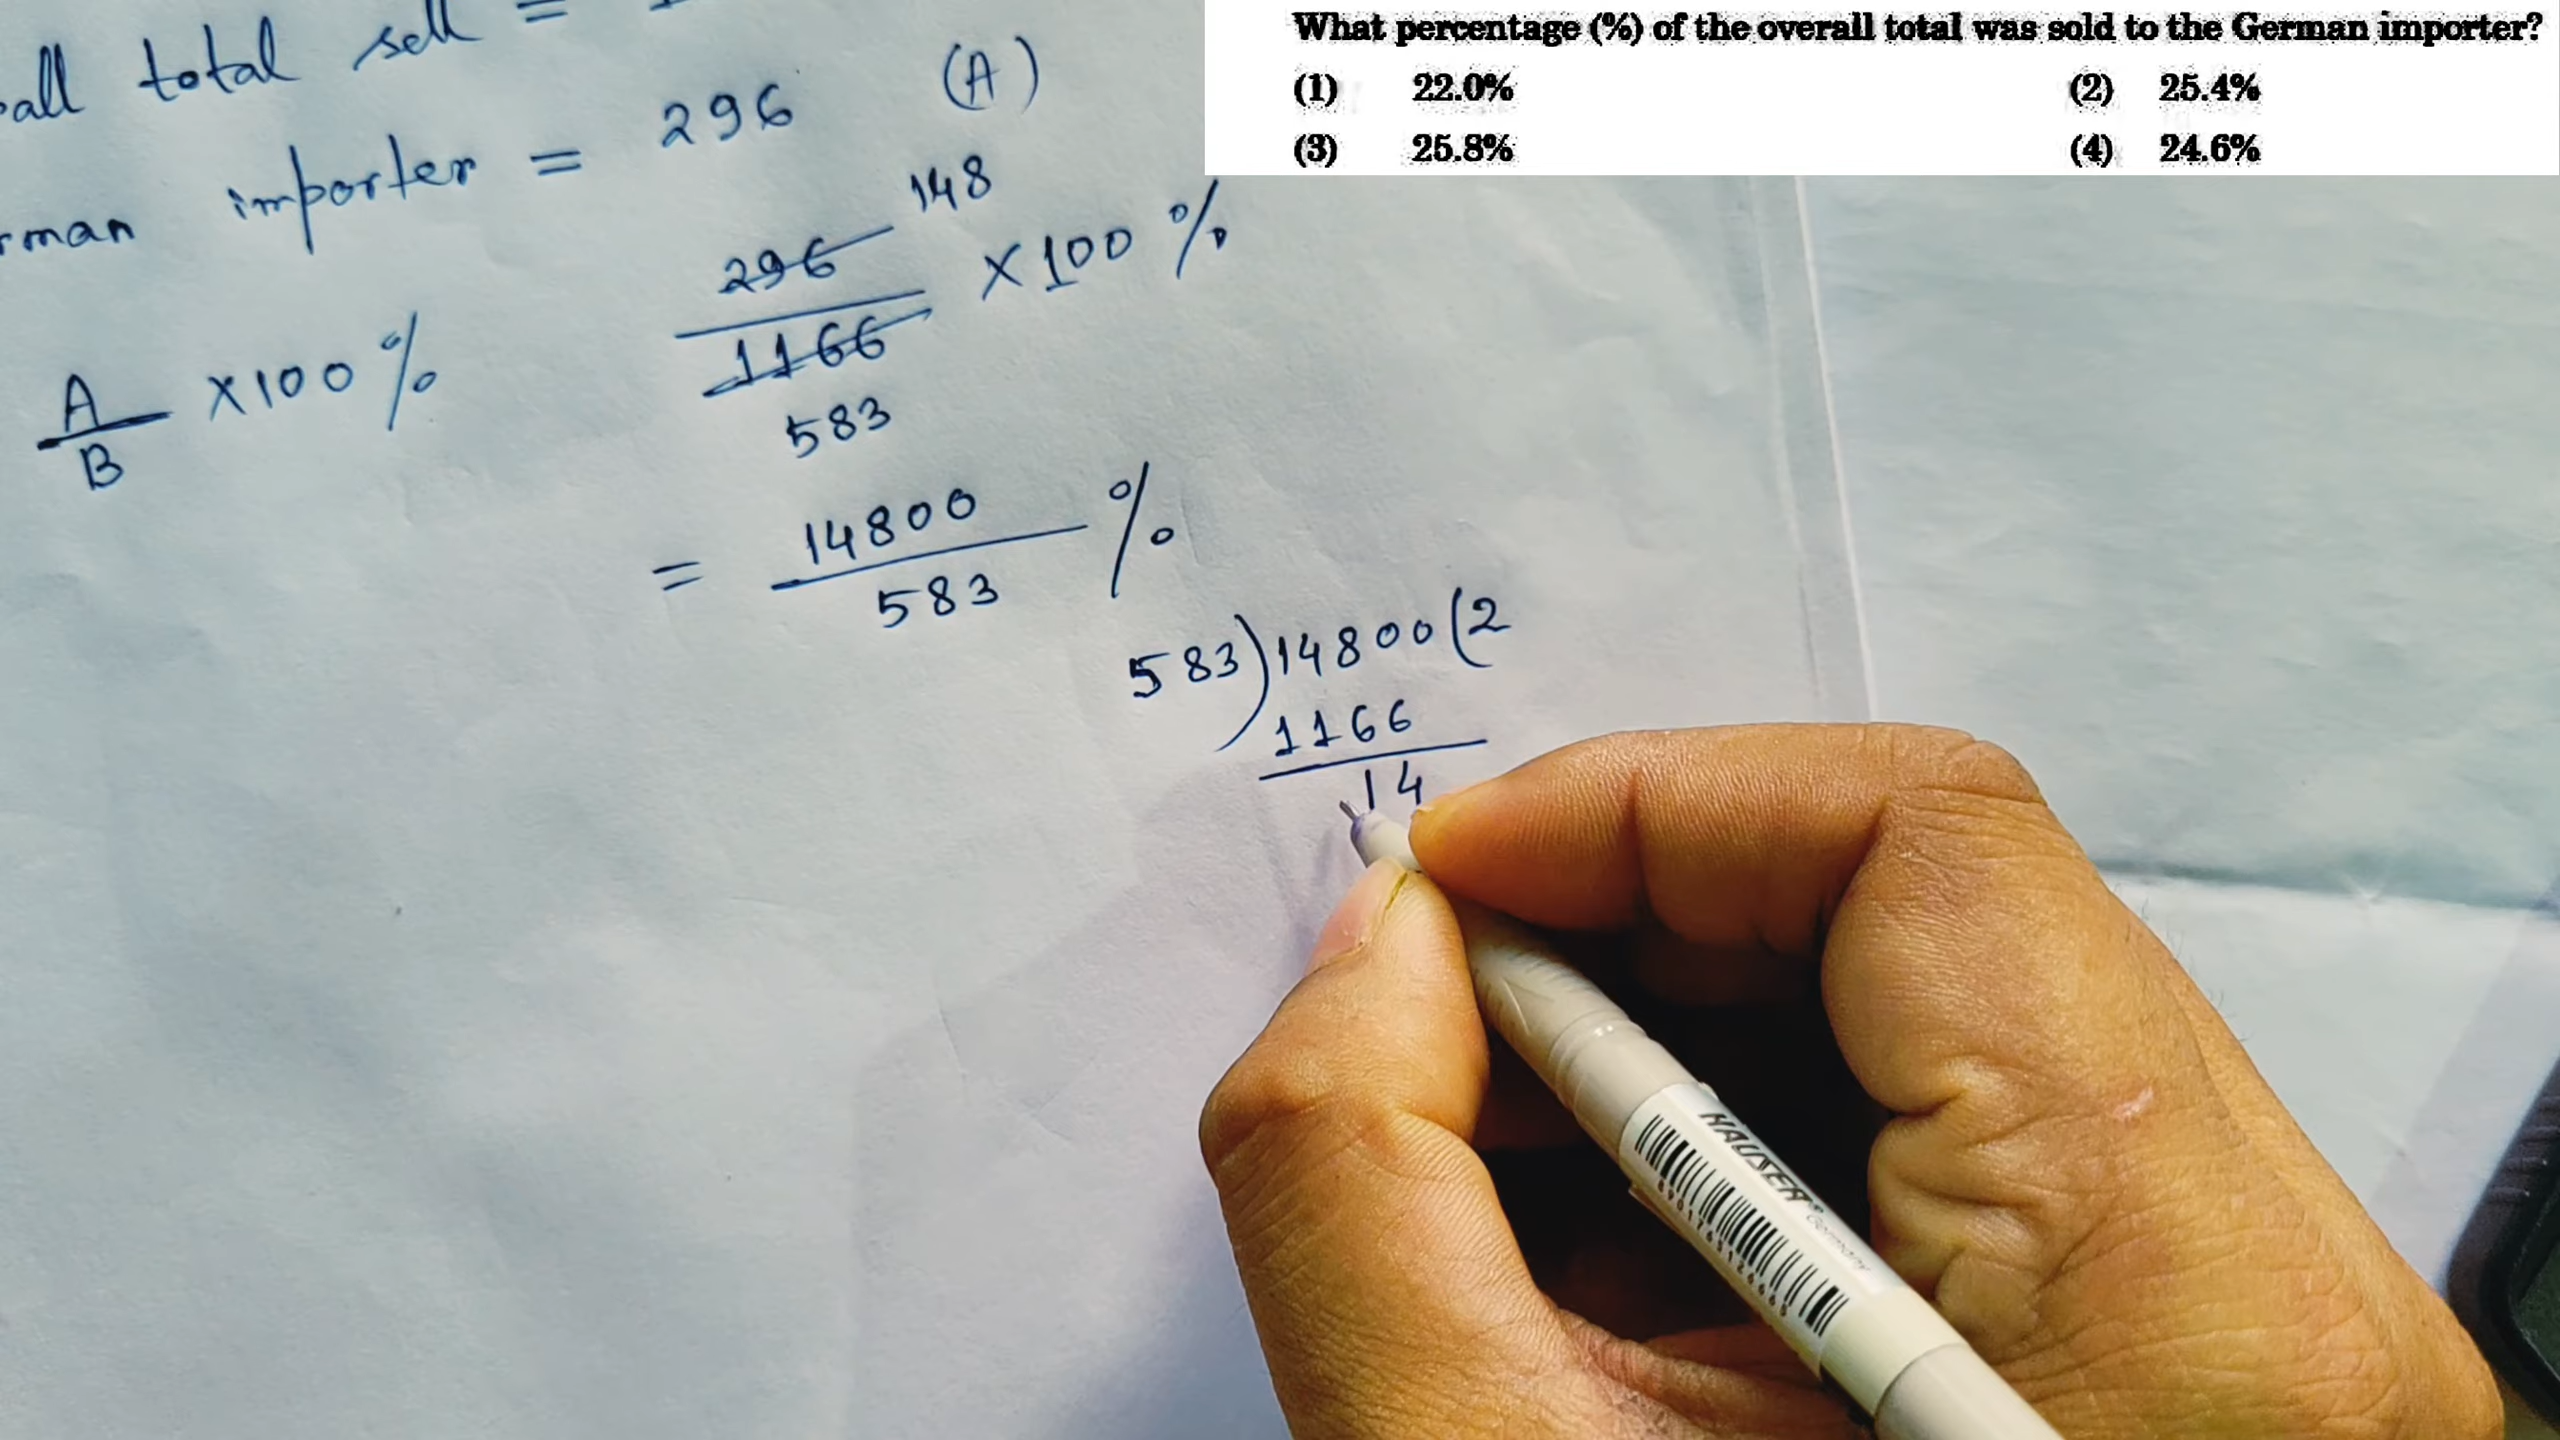 What percentage (%) of the overall total was sold to the German importer?
(1) 22.0% (2) 25.4%
(3) 25.8% (4) 24.6%
all total sell =
rman importer = 296 (A)
A/B ×100%
296/1166 ×100%
148
583
= 14800/583 %
583)14800(2
1166
14
HAUSER
Germany